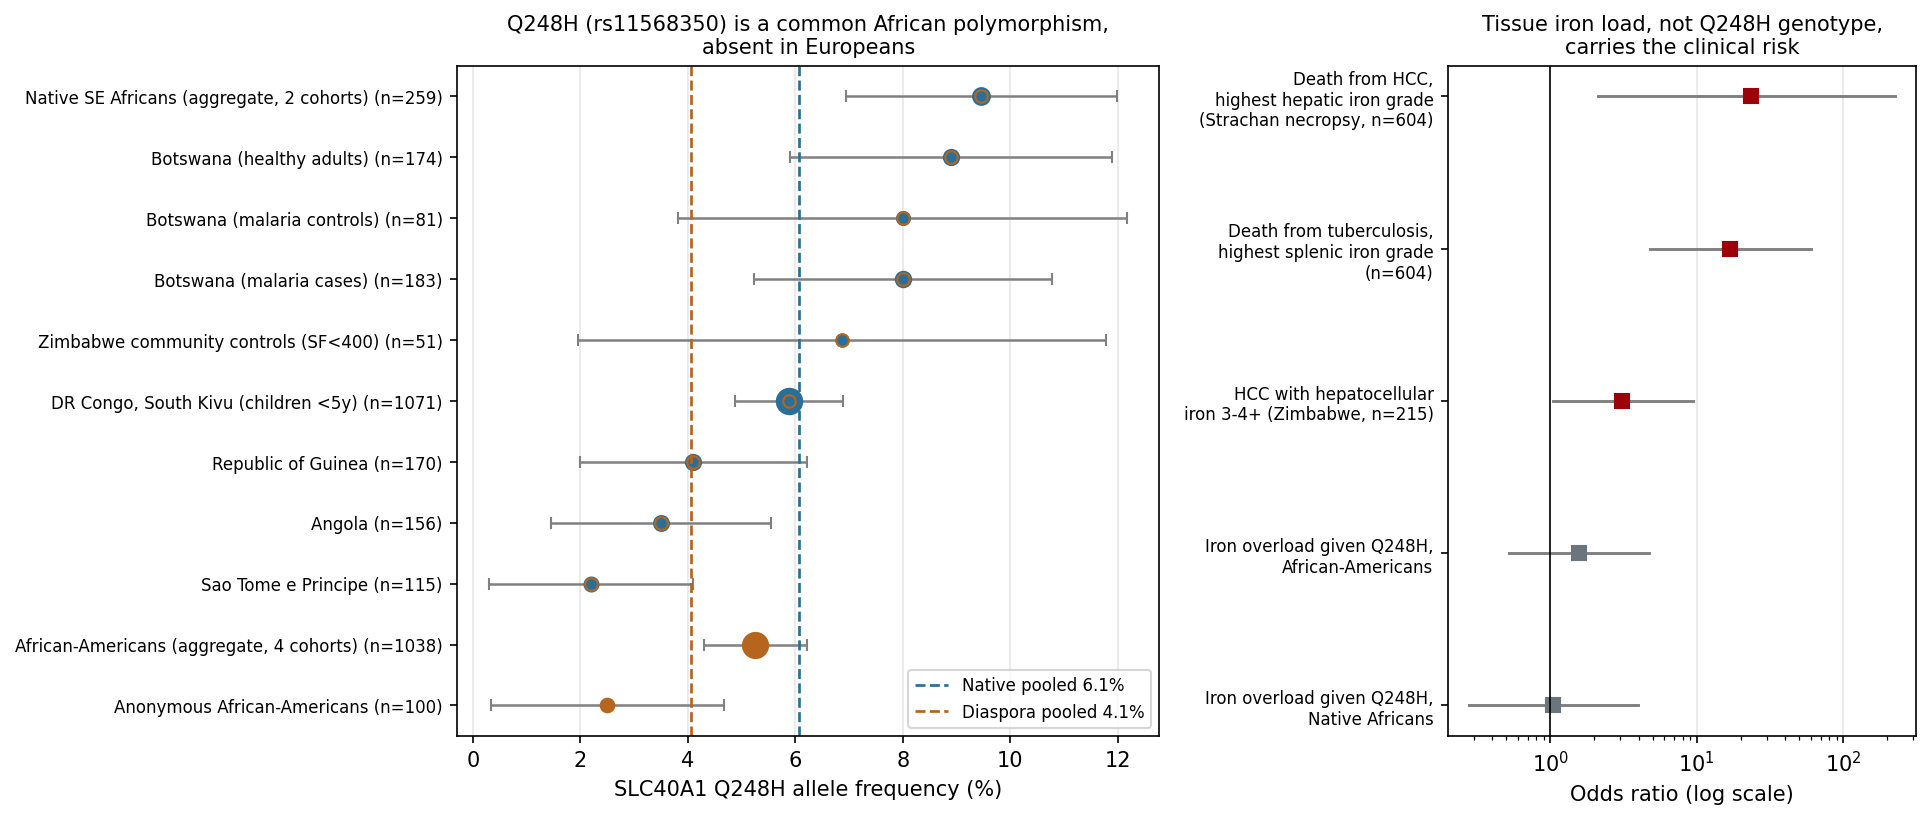 Q248H (rs11568350) is a common African polymorphism,
absent in Europeans
Native SE Africans (aggregate, 2 cohorts) (n=259)
Botswana (healthy adults) (n=174)
Botswana (malaria controls) (n=81)
Botswana (malaria cases) (n=183)
Zimbabwe community controls (SF<400) (n=51)
DR Congo, South Kivu (children <5y) (n=1071)
Republic of Guinea (n=170)
Angola (n=156)
Sao Tome e Principe (n=115)
African-Americans (aggregate, 4 cohorts) (n=1038)
Anonymous African-Americans (n=100)
Native pooled 6.1%
Diaspora pooled 4.1%
0 2 4 6 8 10 12
SLC40A1 Q248H allele frequency (%)
Tissue iron load, not Q248H genotype,
carries the clinical risk
Death from HCC,
highest hepatic iron grade
(Strachan necropsy, n=604)
Death from tuberculosis,
highest splenic iron grade
(n=604)
HCC with hepatocellular
iron 3-4+ (Zimbabwe, n=215)
Iron overload given Q248H,
African-Americans
Iron overload given Q248H,
Native Africans
10⁰ 10¹ 10²
Odds ratio (log scale)